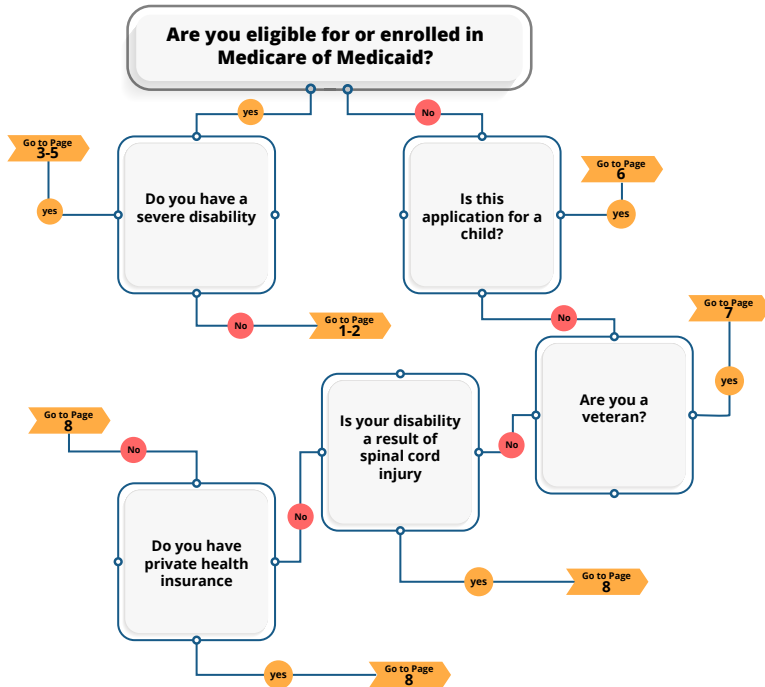 Are you eligible for or enrolled in
Medicare of Medicaid?
yes
No
Go to Page
3-5
yes
Do you have a
severe disability
Is this
application for a
child?
Go to Page
6
yes
No
Go to Page
1-2
No
Go to Page
7
yes
Are you a
veteran?
No
Is your disability
a result of
spinal cord
injury
Go to Page
8
No
No
Do you have
private health
insurance
yes
Go to Page
8
yes
Go to Page
8